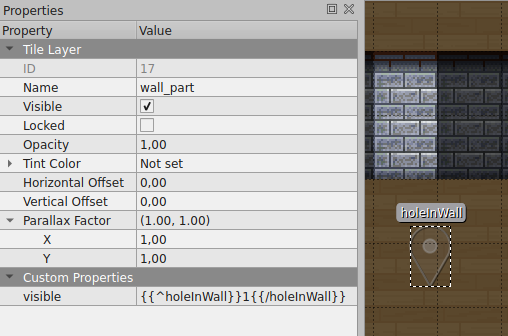 Properties
Property Value
Tile Layer
ID 17
Name wall_part
Visible
Locked
Opacity 1,00
Tint Color Not set
Horizontal Offset 0,00
Vertical Offset 0,00
Parallax Factor (1.00, 1.00)
X 1,00
Y 1,00
Custom Properties
visible {{^holeInWall}}1{{/holeInWall}}
holeInWall